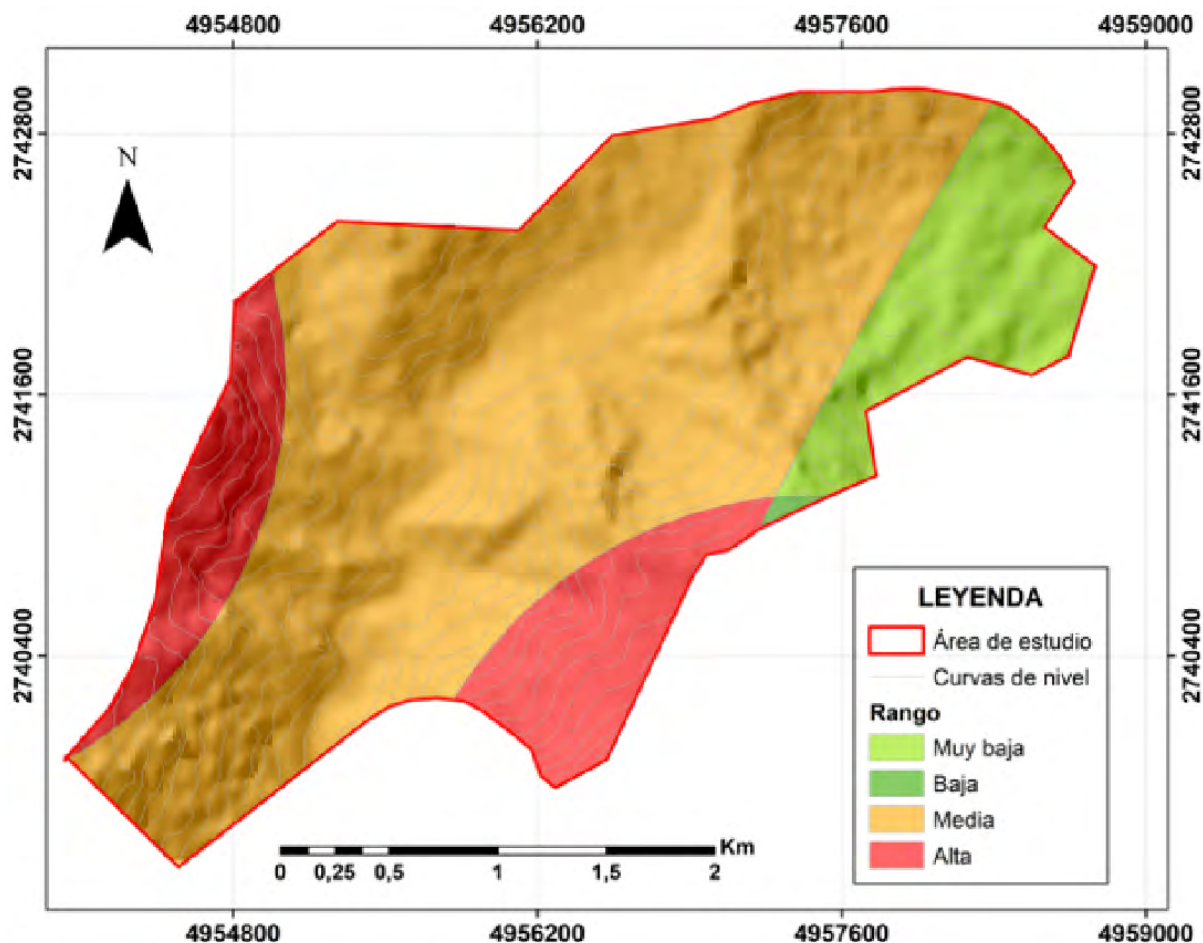 4954800 4956200 4957600 4959000
2742800 2742800
N
2741600 2741600
2740400 2740400
LEYENDA
Área de estudio
Curvas de nivel
Rango
Muy baja
Baja
Media
Alta
Km
0 0,25 0,5 1 1,5 2
4954800 4956200 4957600 4959000